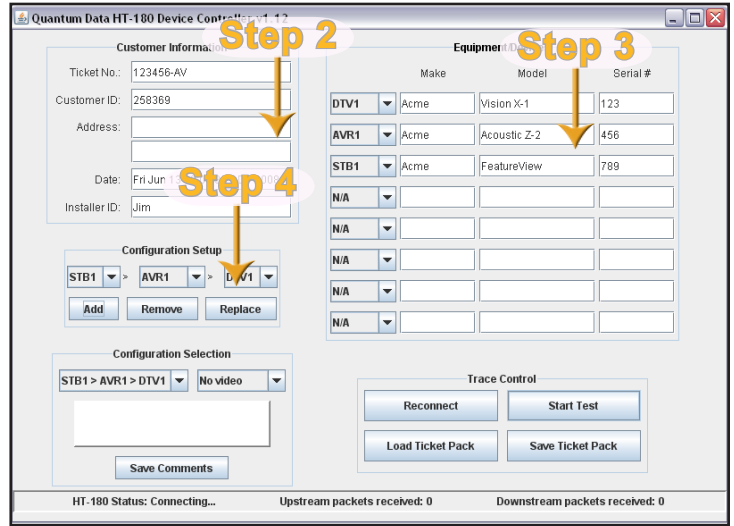 Quantum Data HT-180 Device Controller v1.12
Step 2
Step 3
Step 4
Customer Information
Ticket No.: 123456-AV
Customer ID: 258369
Address:
Date: Fri Jun 13
Installer ID: Jim
Equipment
Make Model Serial #
DTV1 Acme Vision X-1 123
AVR1 Acme Acoustic Z-2 456
STB1 Acme FeatureView 789
N/A
N/A
N/A
N/A
N/A
Configuration Setup
STB1 > AVR1 > DTV1
Add Remove Replace
Configuration Selection
STB1 > AVR1 > DTV1 No video
Save Comments
Trace Control
Reconnect Start Test
Load Ticket Pack Save Ticket Pack
HT-180 Status: Connecting... Upstream packets received: 0 Downstream packets received: 0